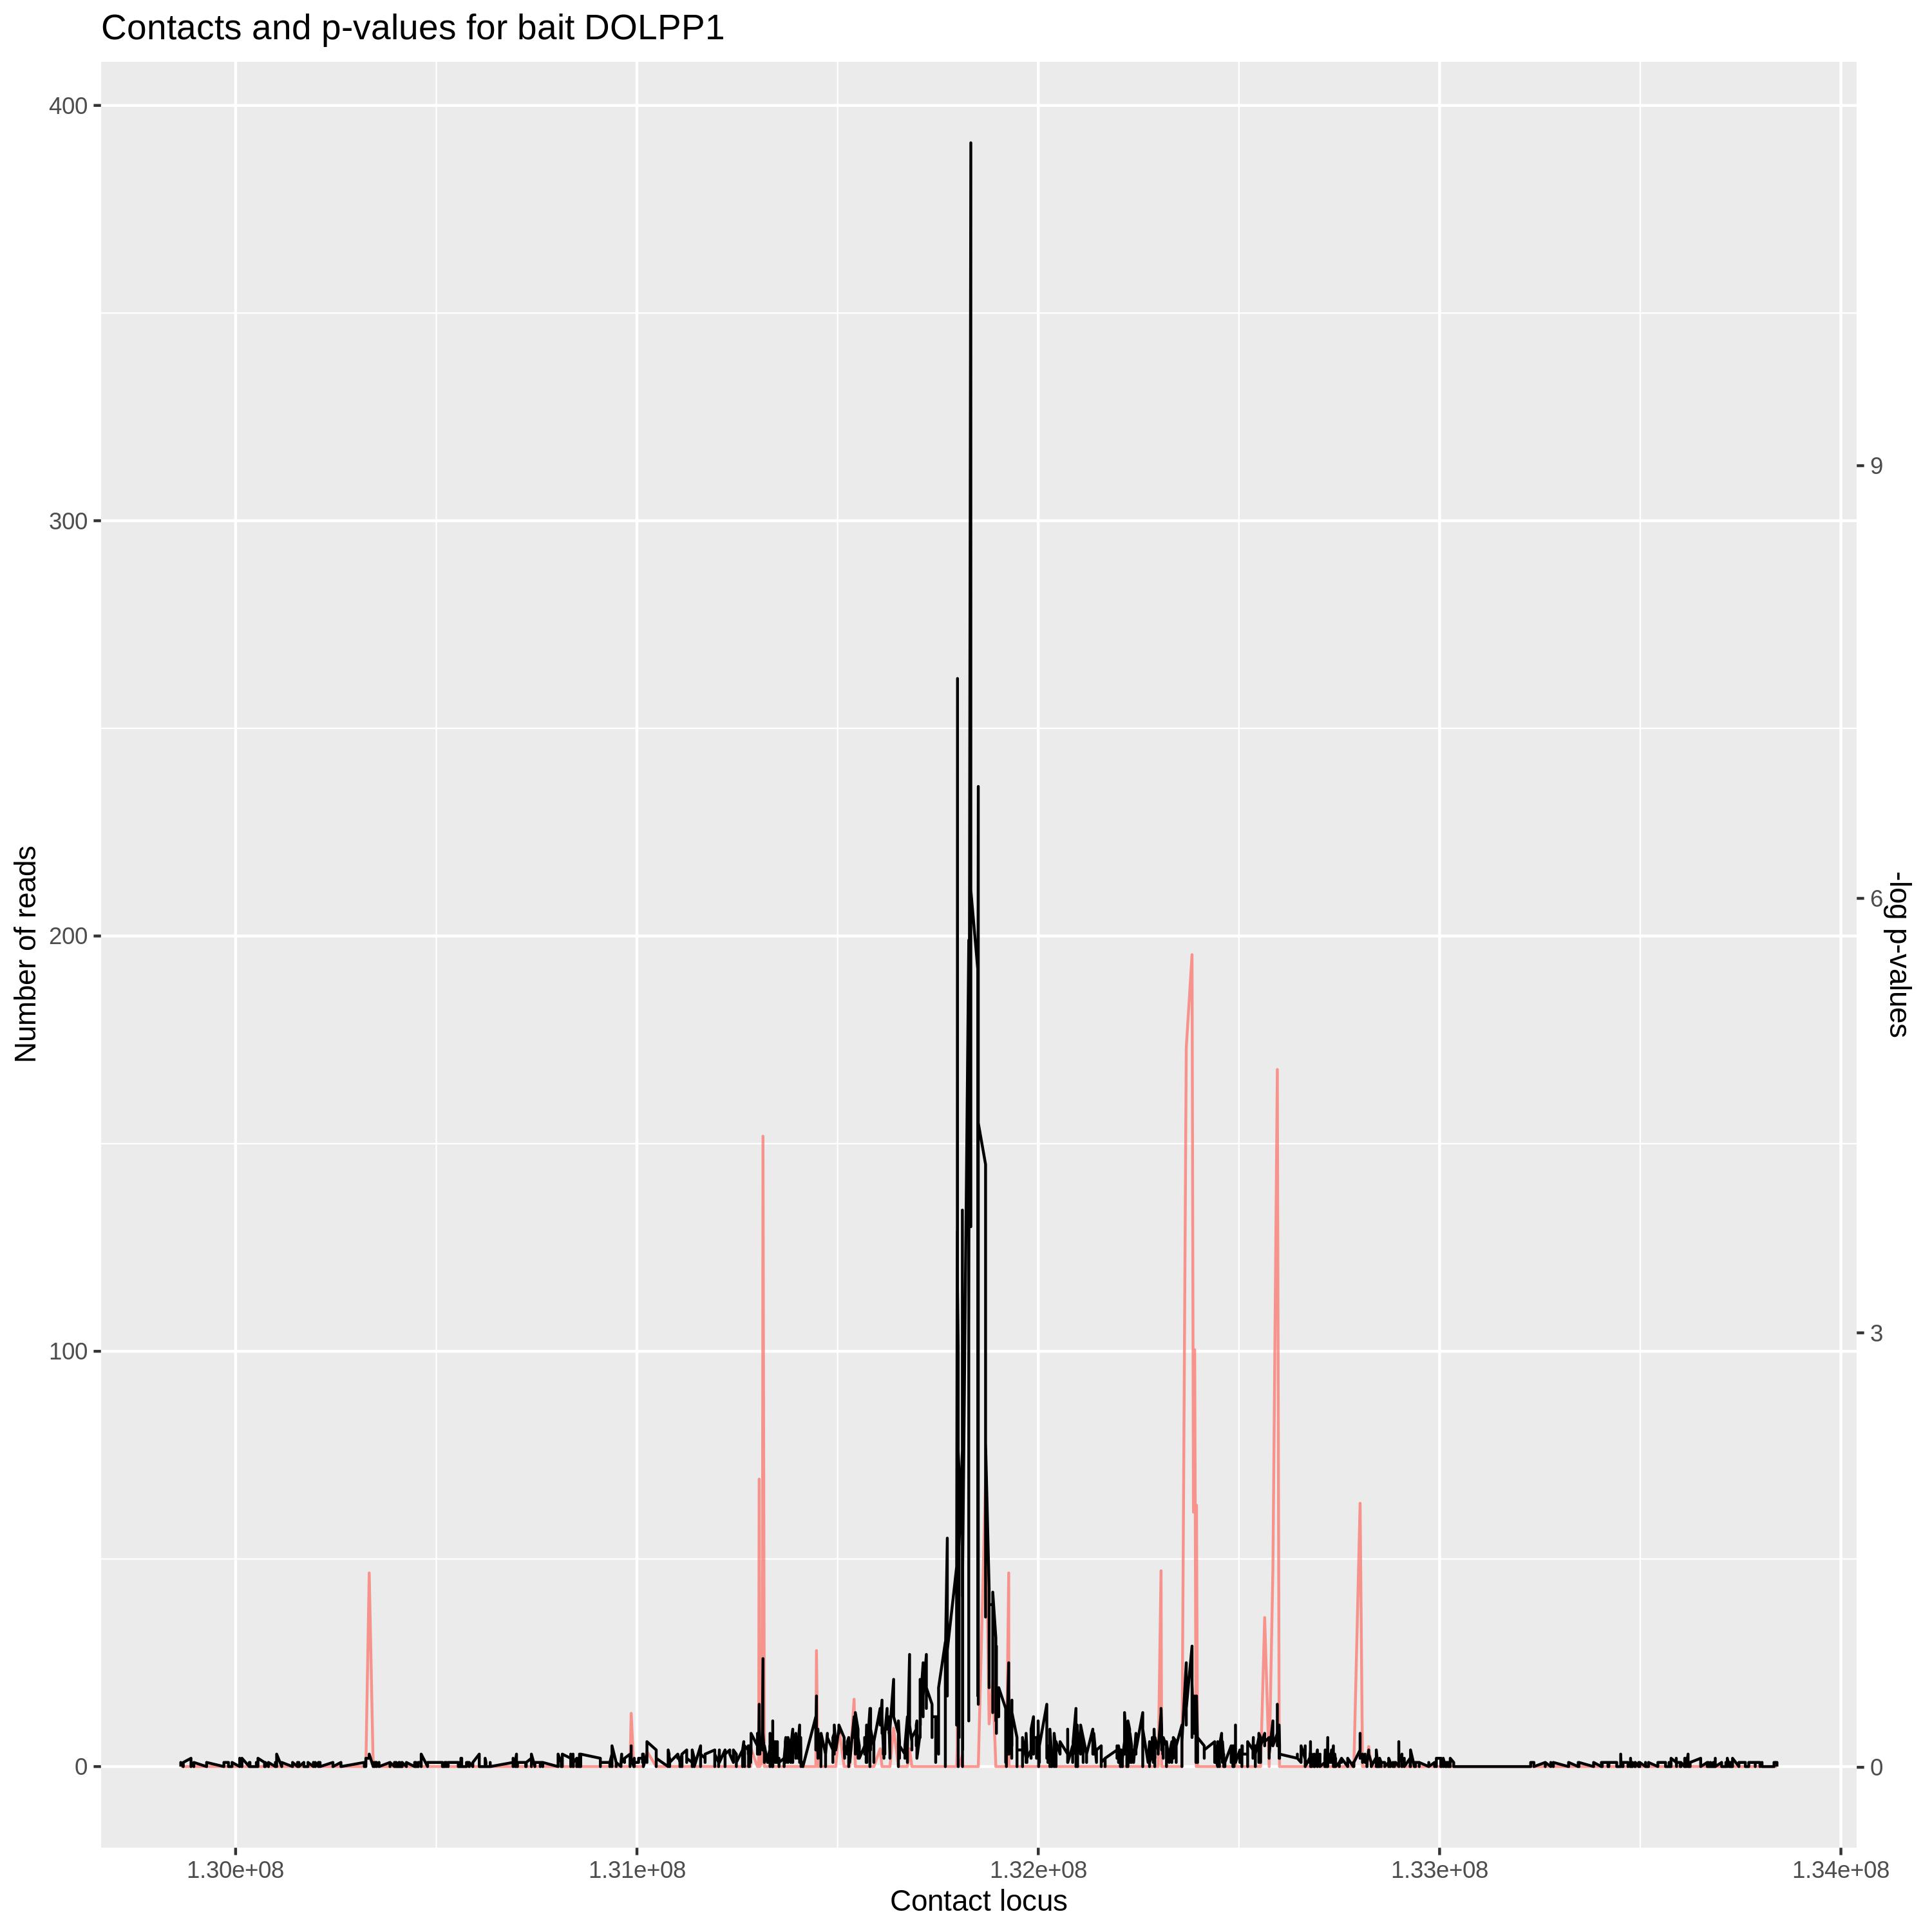 Contacts and p-values for bait DOLPP1
400
300
200
100
0
Number of reads
9
6
3
0
-log p-values
1.30e+08
1.31e+08
1.32e+08
1.33e+08
1.34e+08
Contact locus